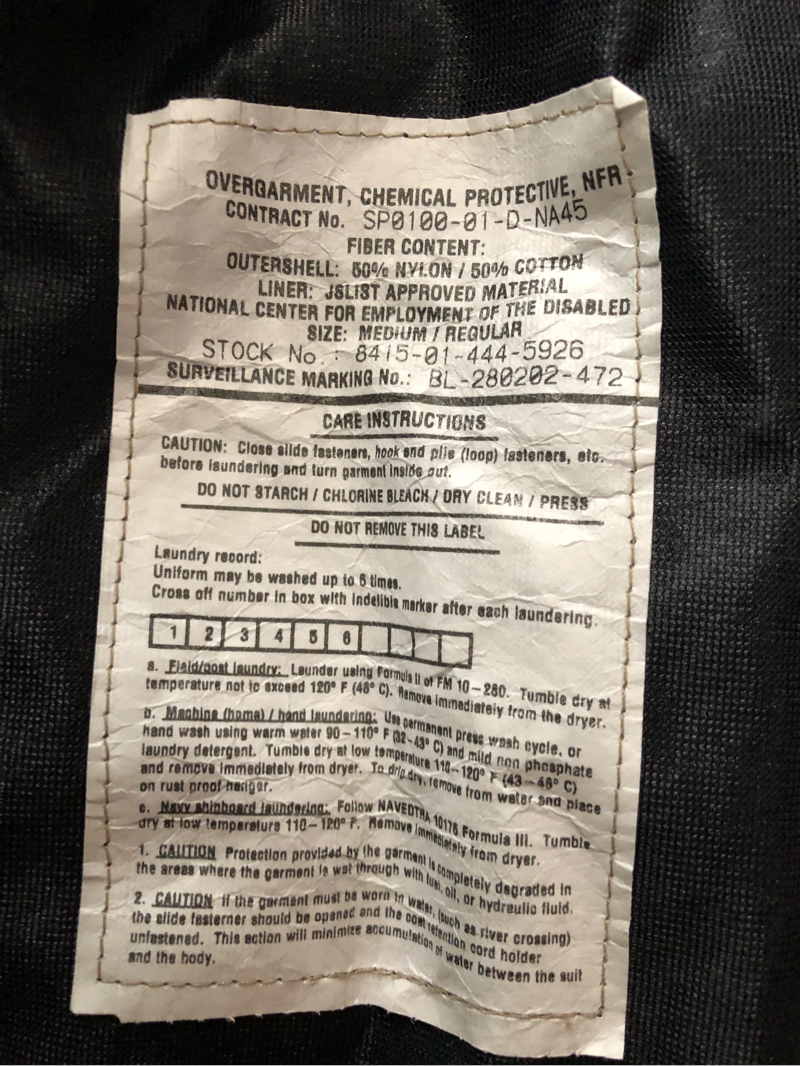 OVERGARMENT, CHEMICAL PROTECTIVE, NFR
CONTRACT No. SP0100-01-D-NA45
FIBER CONTENT:
OUTERSHELL: 50% NYLON / 50% COTTON
LINER: JSLIST APPROVED MATERIAL
NATIONAL CENTER FOR EMPLOYMENT OF THE DISABLED
SIZE: MEDIUM / REGULAR
STOCK No.: 8415-01-444-5926
SURVEILLANCE MARKING No.: BL-280202-472
CARE INSTRUCTIONS
CAUTION: Close slide fasteners, hook and plie (loop) fasteners, etc.
before laundering and turn garment inside out.
DO NOT STARCH / CHLORINE BLEACH / DRY CLEAN / PRESS
DO NOT REMOVE THIS LABEL
Laundry record:
Uniform may be washed up to 6 times.
Cross off number in box with indelible marker after each laundering.
1 2 3 4 5 6
a. Field/post laundry: Launder using Formula II of FM 10-280. Tumble dry at
temperature not to exceed 120° F (48° C). Remove immediately from the dryer.
b. Machine (home) / hand laundering: Use permanent press wash cycle, or
hand wash using warm water 90-110° F (32-43° C) and mild non phosphate
laundry detergent. Tumble dry at low temperature 110-120° F (43-48° C)
and remove immediately from dryer. To drip dry, remove from water and place
on rust proof hanger.
c. Navy shipboard laundering: Follow NAVEDTRA 10176 Formula III. Tumble
dry at low temperature 110-120° F. Remove immediately from dryer.
1. CAUTION Protection provided by the garment is completely degraded in
the areas where the garment is wet through with fuel, oil, or hydraulic fluid.
2. CAUTION If the garment must be worn in water, (such as river crossing)
the slide fasterner should be opened and the coat retention cord holder
unfastened. This action will minimize accumulation of water between the suit
and the body.